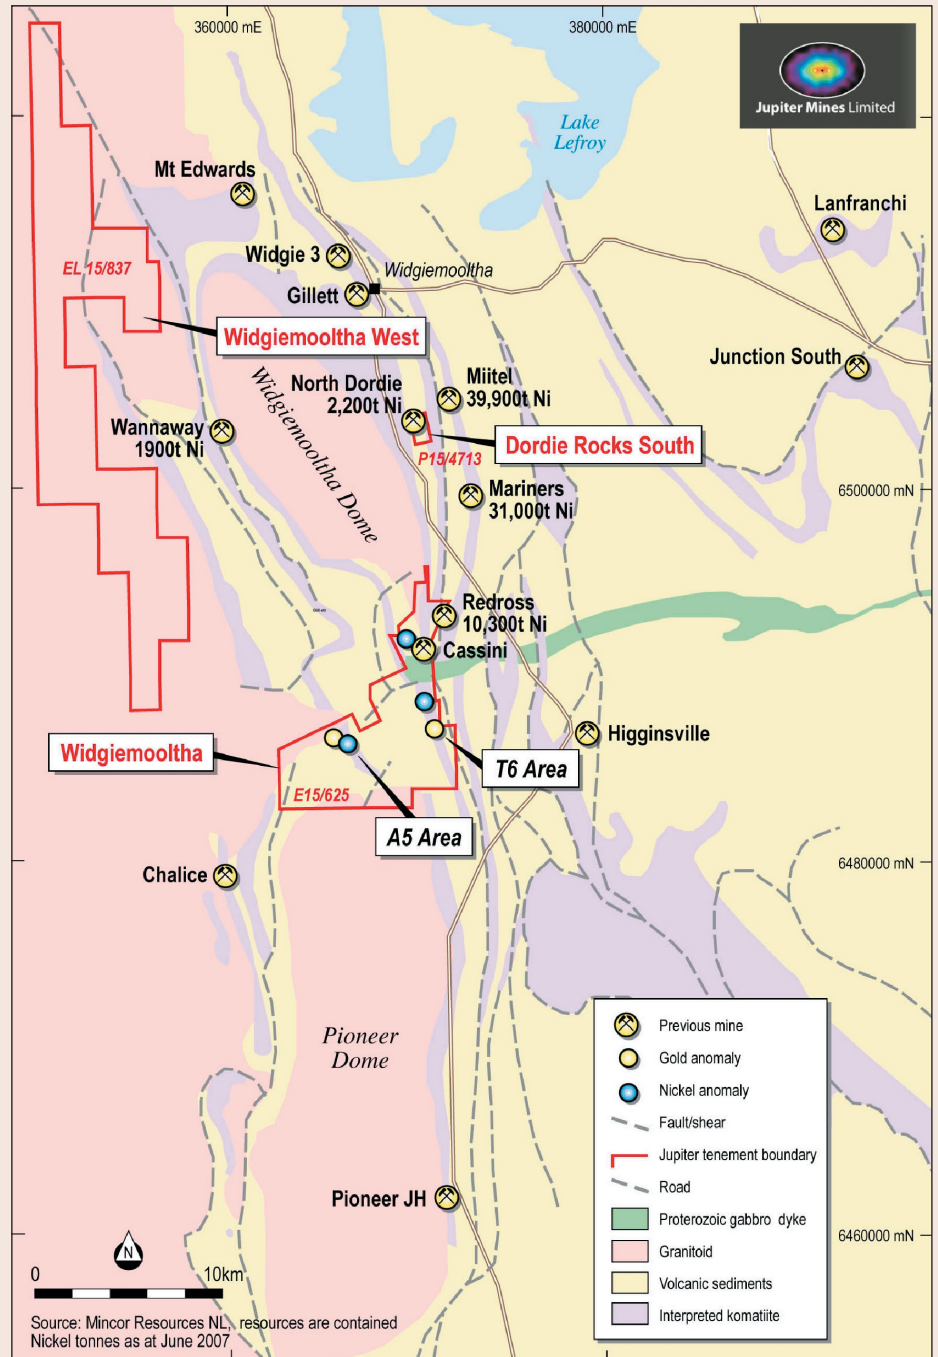 360000 mE
380000 mE
Jupiter Mines Limited
Lake
Lefroy
Mt Edwards
Lanfranchi
Widgie 3
EL 15/837
Widgiemooltha
Gillett
Widgiemooltha West
Junction South
North Dordie
2,200t Ni
Miitel
39,900t Ni
Widgiemooltha Dome
Wannaway
1900t Ni
Dordie Rocks South
P15/4713
Mariners
31,000t Ni
6500000 mN
Redross
10,300t Ni
Cassini
Higginsville
Widgiemooltha
T6 Area
E15/625
A5 Area
6480000 mN
Chalice
Pioneer
Dome
Pioneer JH
6460000 mN
Previous mine
Gold anomaly
Nickel anomaly
Fault/shear
Jupiter tenement boundary
Road
Proterozoic gabbro dyke
Granitoid
Volcanic sediments
Interpreted komatiite
N
0 10km
Source: Mincor Resources NL, resources are contained
Nickel tonnes as at June 2007